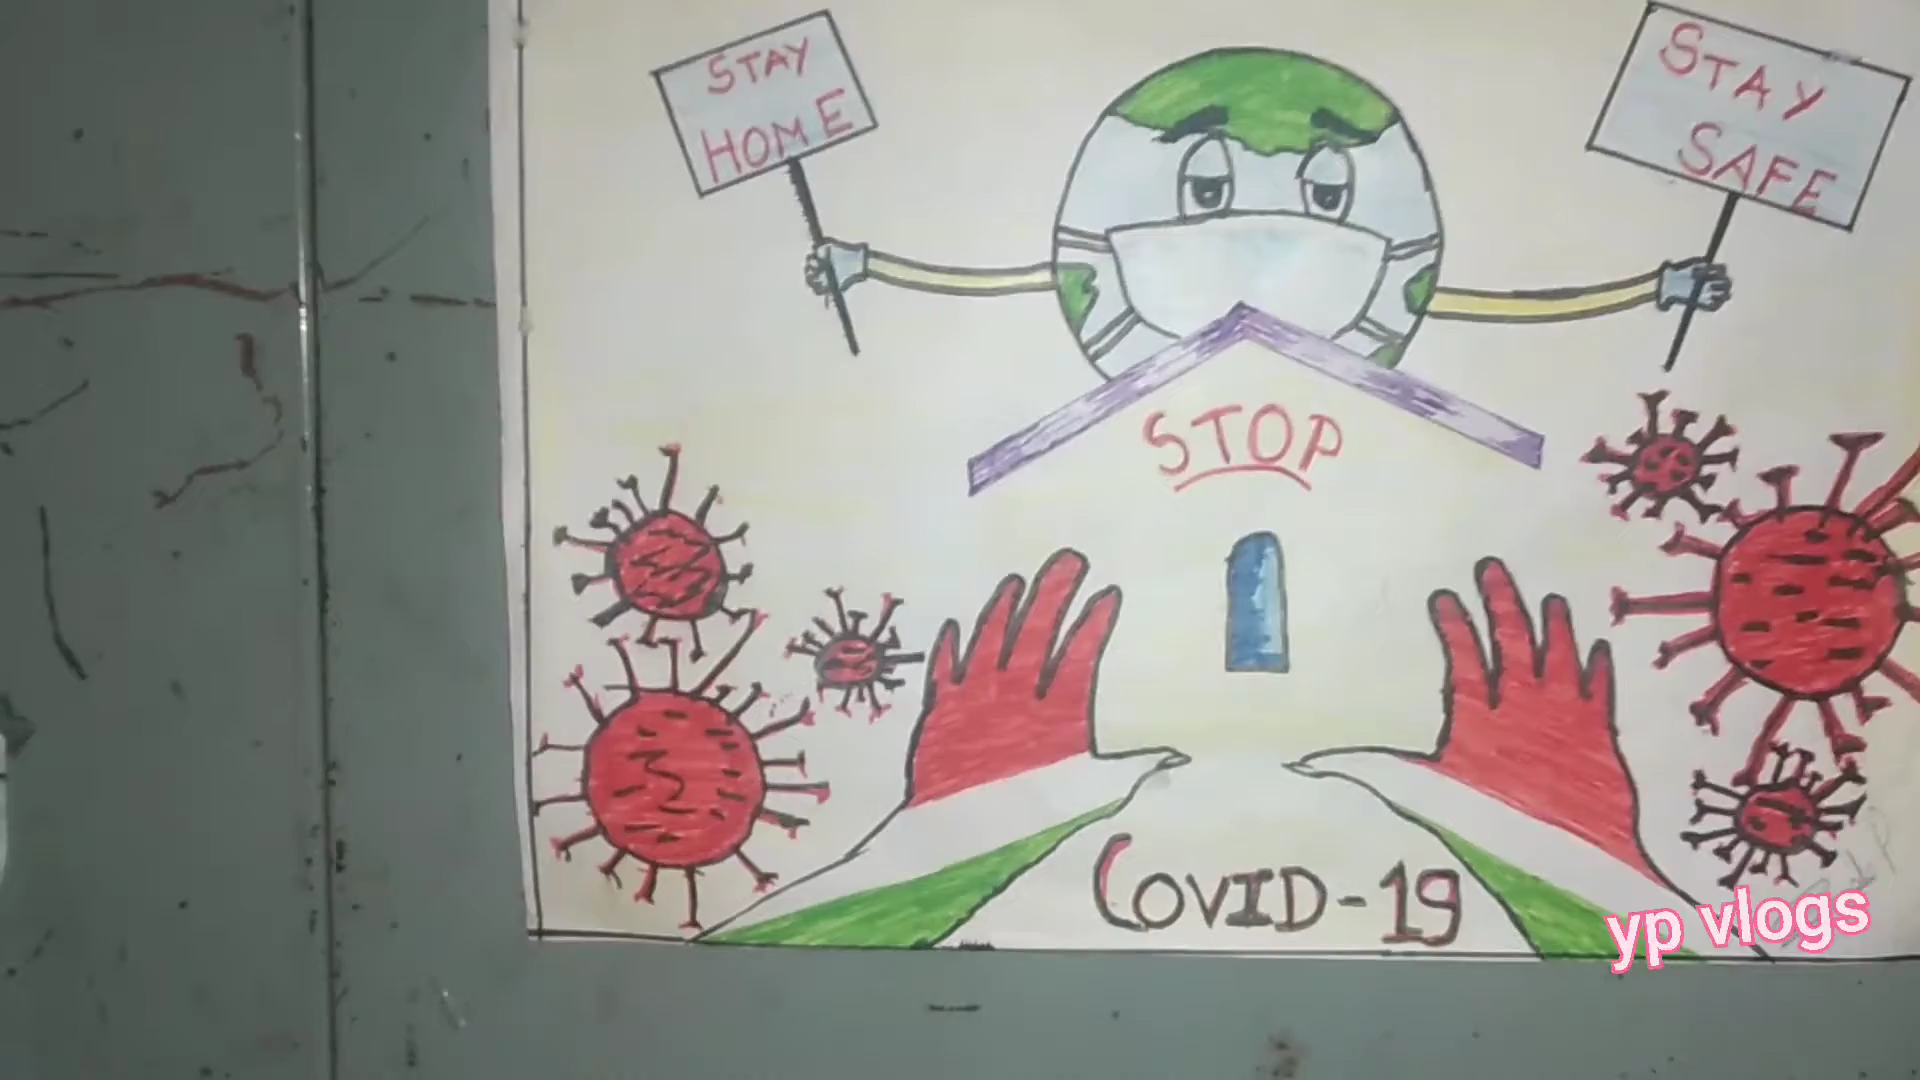 STAY
HOME
STAY
SAFE
STOP
COVID-19
yp vlogs